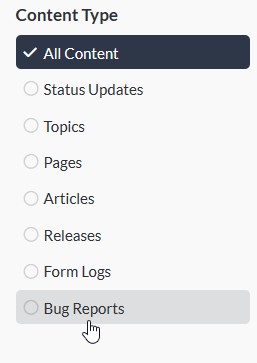 Content Type
All Content
Status Updates
Topics
Pages
Articles
Releases
Form Logs
Bug Reports